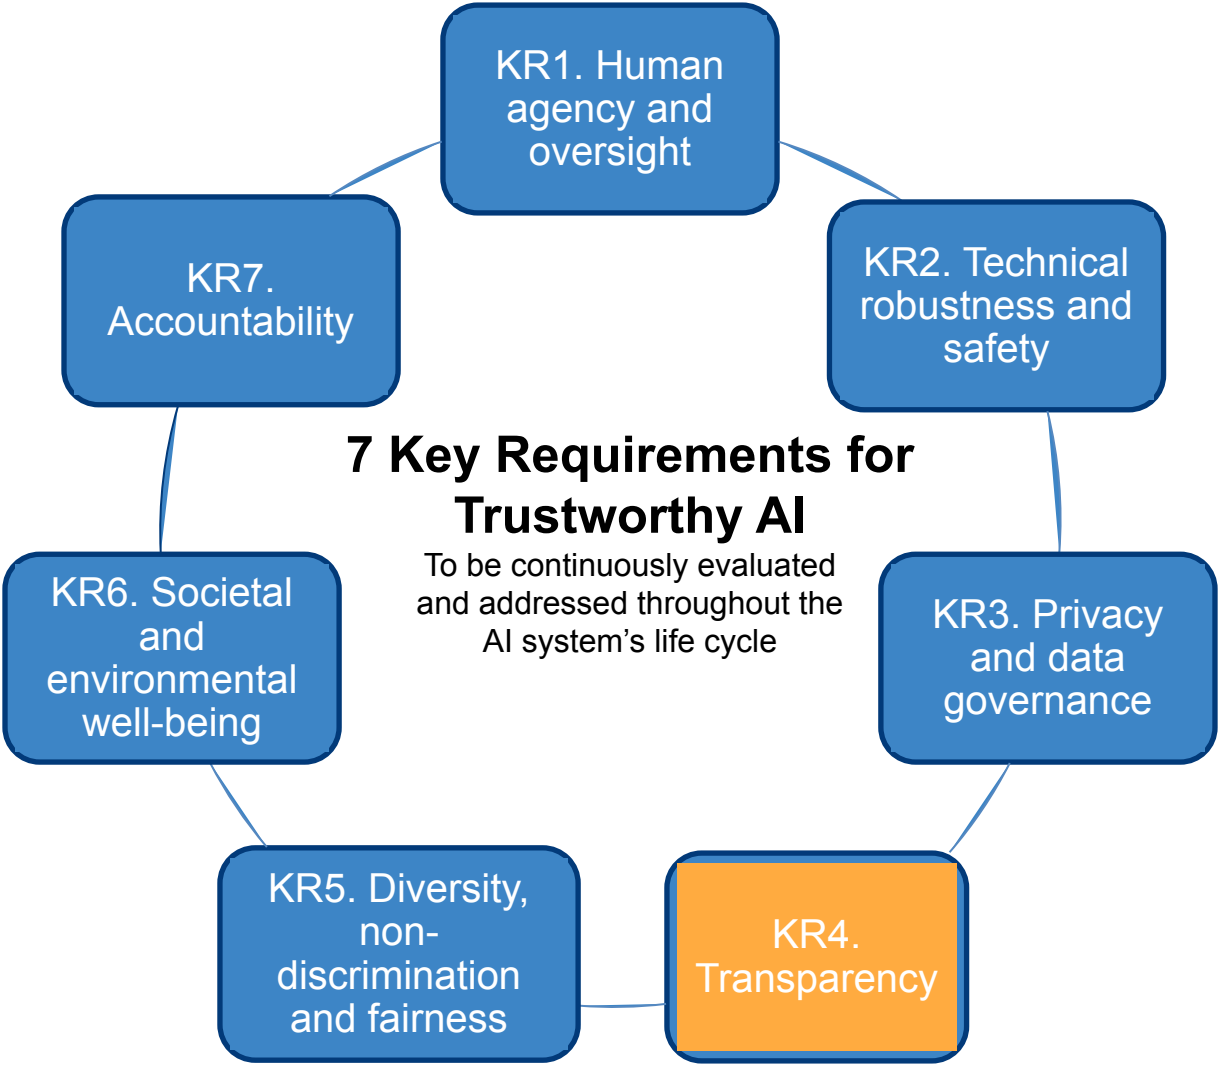 KR1. Human
agency and
oversight
KR2. Technical
robustness and
safety
KR3. Privacy
and data
governance
KR4.
Transparency
KR5. Diversity,
non-
discrimination
and fairness
KR6. Societal
and
environmental
well-being
KR7.
Accountability
7 Key Requirements for
Trustworthy AI
To be continuously evaluated
and addressed throughout the
AI system’s life cycle